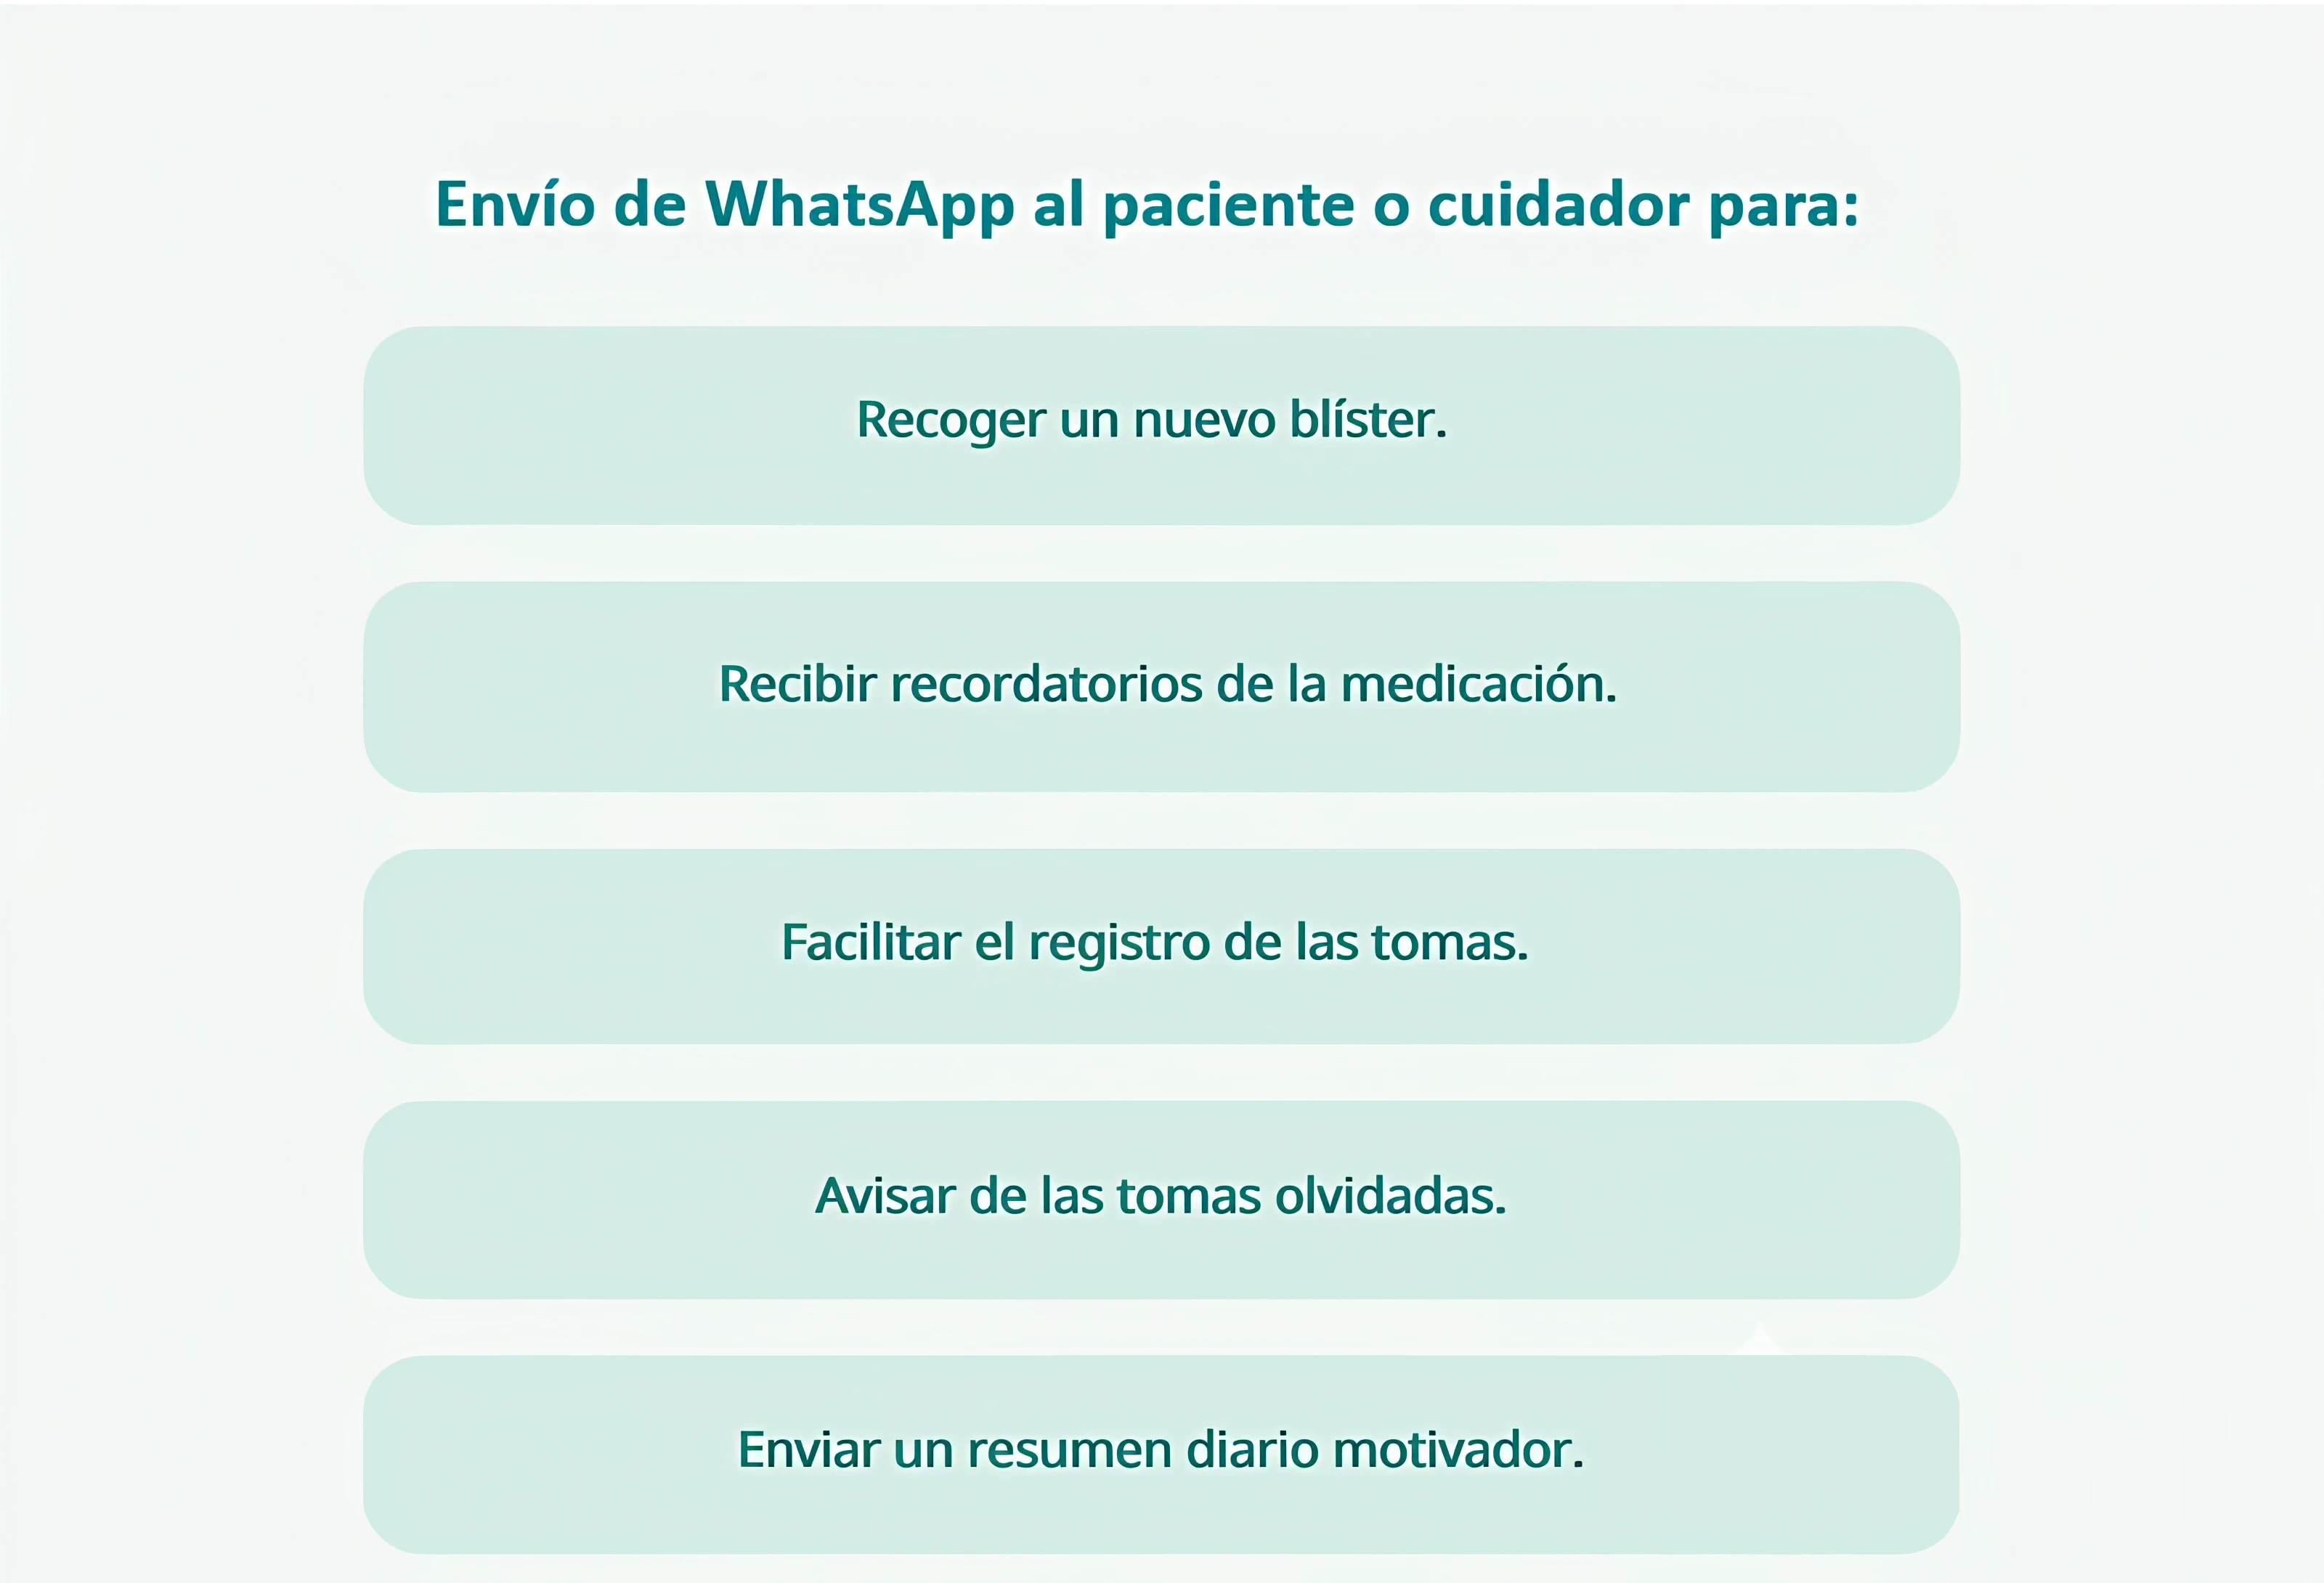 Envío de WhatsApp al paciente o cuidador para:
Recoger un nuevo blíster.
Recibir recordatorios de la medicación.
Facilitar el registro de las tomas.
Avisar de las tomas olvidadas.
Enviar un resumen diario motivador.